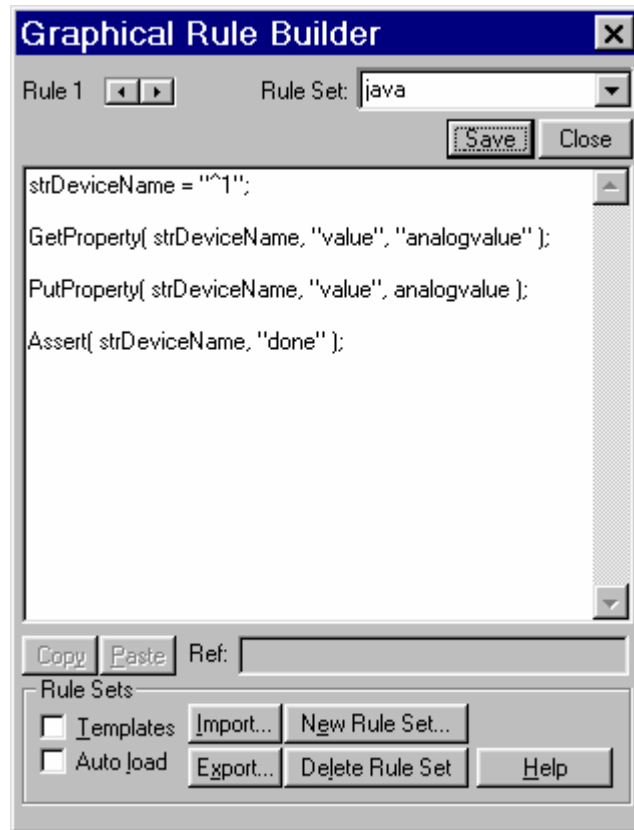 Graphical Rule Builder
Rule 1 Rule Set: java
Save Close
strDeviceName = "^1";
GetProperty( strDeviceName, "value", "analogvalue" );
PutProperty( strDeviceName, "value", analogvalue );
Assert( strDeviceName, "done" );
Copy Paste Ref:
Rule Sets
Templates Import... New Rule Set...
Auto load Export... Delete Rule Set Help